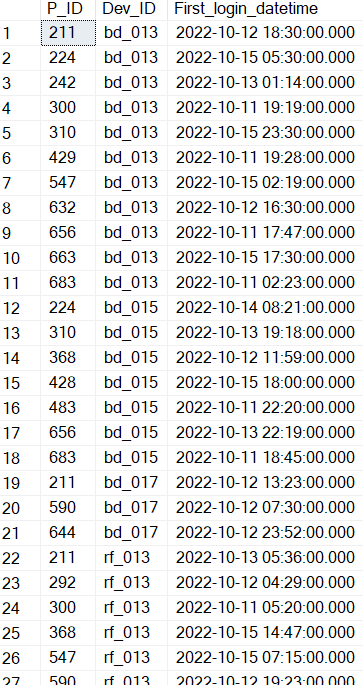 P_ID Dev_ID First_login_datetime
1 211 bd_013 2022-10-12 18:30:00.000
2 224 bd_013 2022-10-15 05:30:00.000
3 242 bd_013 2022-10-13 01:14:00.000
4 300 bd_013 2022-10-11 19:19:00.000
5 310 bd_013 2022-10-15 23:30:00.000
6 429 bd_013 2022-10-11 19:28:00.000
7 547 bd_013 2022-10-15 02:19:00.000
8 632 bd_013 2022-10-12 16:30:00.000
9 656 bd_013 2022-10-11 17:47:00.000
10 663 bd_013 2022-10-15 17:30:00.000
11 683 bd_013 2022-10-11 02:23:00.000
12 224 bd_015 2022-10-14 08:21:00.000
13 310 bd_015 2022-10-13 19:18:00.000
14 368 bd_015 2022-10-12 11:59:00.000
15 428 bd_015 2022-10-15 18:00:00.000
16 483 bd_015 2022-10-11 22:20:00.000
17 656 bd_015 2022-10-13 22:19:00.000
18 683 bd_015 2022-10-11 18:45:00.000
19 211 bd_017 2022-10-12 13:23:00.000
20 590 bd_017 2022-10-12 07:30:00.000
21 644 bd_017 2022-10-12 23:52:00.000
22 211 rf_013 2022-10-13 05:36:00.000
23 292 rf_013 2022-10-12 04:29:00.000
24 300 rf_013 2022-10-11 05:20:00.000
25 368 rf_013 2022-10-15 14:47:00.000
26 547 rf_013 2022-10-15 07:15:00.000
27 590 rf_013 2022-10-12 19:23:00.000